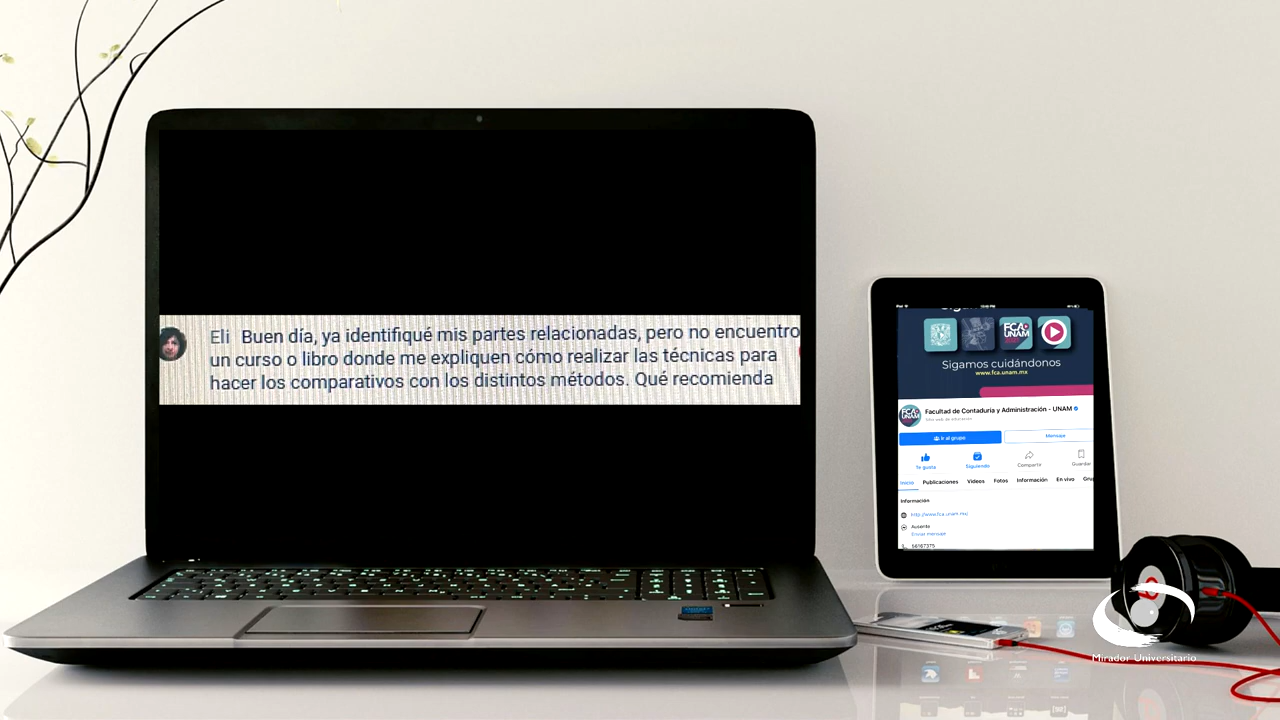 Eli Buen día, ya identifiqué mis partes relacionadas, pero no encuentro
un curso o libro donde me expliquen cómo realizar las técnicas para
hacer los comparativos con los distintos métodos. Qué recomienda
FCA
UNAM
Sigamos cuidándonos
www.fca.unam.mx
FCA
UNAM
Facultad de Contaduría y Administración - UNAM
Ir al grupo
Mensaje
Te gusta
Siguiendo
Compartir
Guardar
Inicio Publicaciones Videos Fotos Información En vivo Gru
Información
http://www.fca.unam.mx/
Ausente
Enviar mensaje
56167375
Mirador Universitario